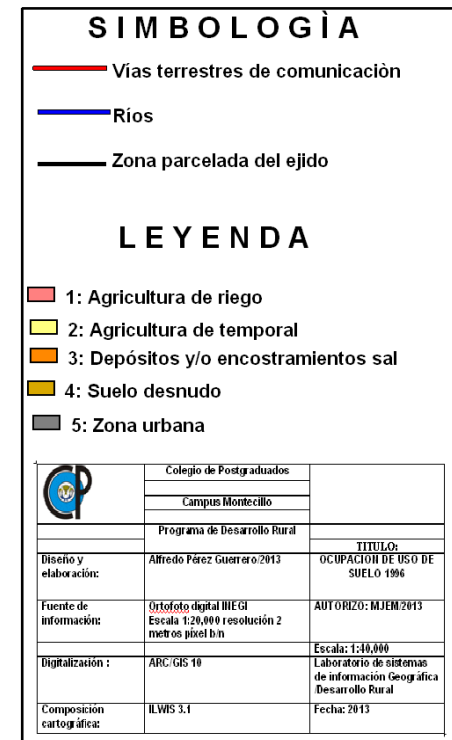 SIMBOLOGÌA
Vías terrestres de comunicaciòn
Ríos
Zona parcelada del ejido
LEYENDA
1: Agricultura de riego
2: Agricultura de temporal
3: Depósitos y/o encostramientos sal
4: Suelo desnudo
5: Zona urbana
CP
Colegio de Postgraduados
Campus Montecillo
Programa de Desarrollo Rural
TITULO:
Diseño y
elaboración:
Alfredo Pérez Guerrero/2013
OCUPACION DE USO DE
SUELO 1996
Fuente de
información:
Ortofoto digital INEGI
Escala 1:20,000 resolución 2
metros píxel b/n
AUTORIZO: MJEM/2013
Escala: 1:40,000
Digitalización :
ARC/GIS 10
Laboratorio de sistemas
de información Geográfica
/Desarrollo Rural
Composición
cartográfica:
ILWIS 3.1
Fecha: 2013